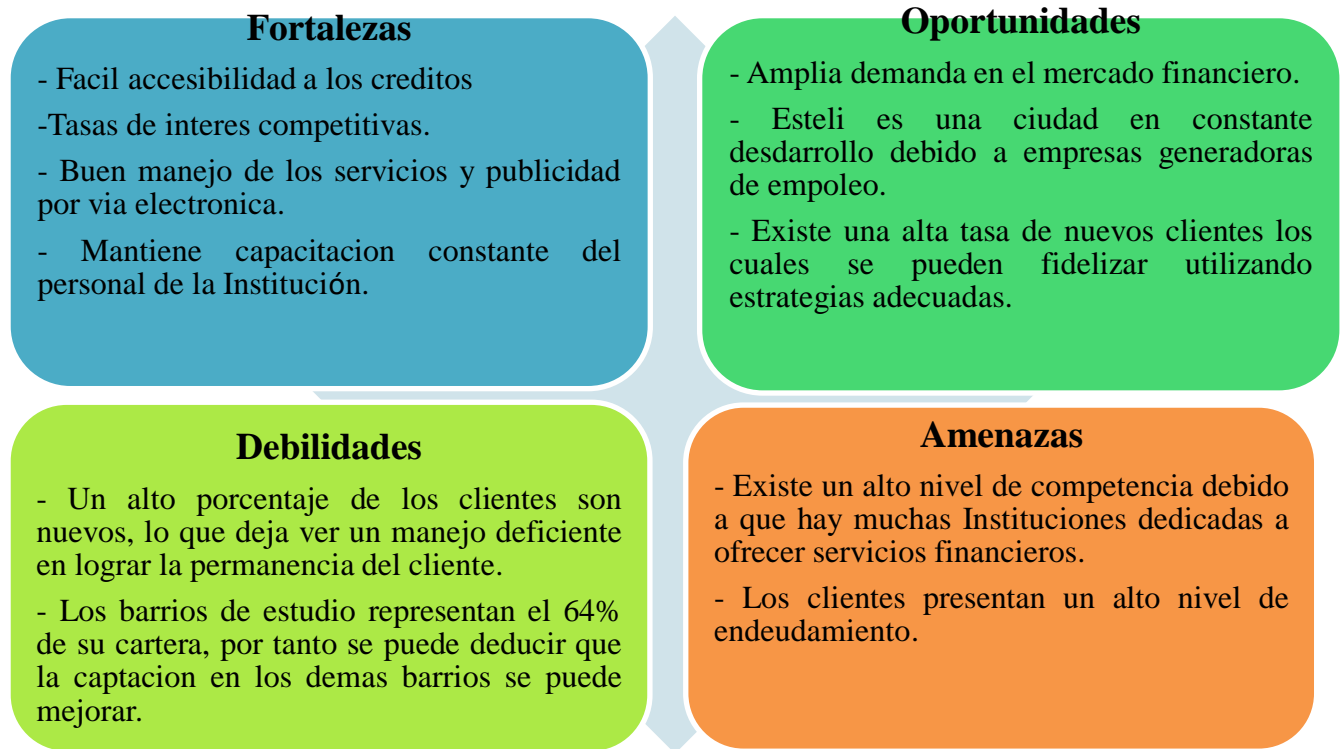 Fortalezas
- Facil accesibilidad a los creditos
-Tasas de interes competitivas.
- Buen manejo de los servicios y publicidad
por via electronica.
- Mantiene capacitacion constante del
personal de la Institución.
Oportunidades
- Amplia demanda en el mercado financiero.
- Esteli es una ciudad en constante
desdarrollo debido a empresas generadoras
de empoleo.
- Existe una alta tasa de nuevos clientes los
cuales se pueden fidelizar utilizando
estrategias adecuadas.
Debilidades
- Un alto porcentaje de los clientes son
nuevos, lo que deja ver un manejo deficiente
en lograr la permanencia del cliente.
- Los barrios de estudio representan el 64%
de su cartera, por tanto se puede deducir que
la captacion en los demas barrios se puede
mejorar.
Amenazas
- Existe un alto nivel de competencia debido
a que hay muchas Instituciones dedicadas a
ofrecer servicios financieros.
- Los clientes presentan un alto nivel de
endeudamiento.